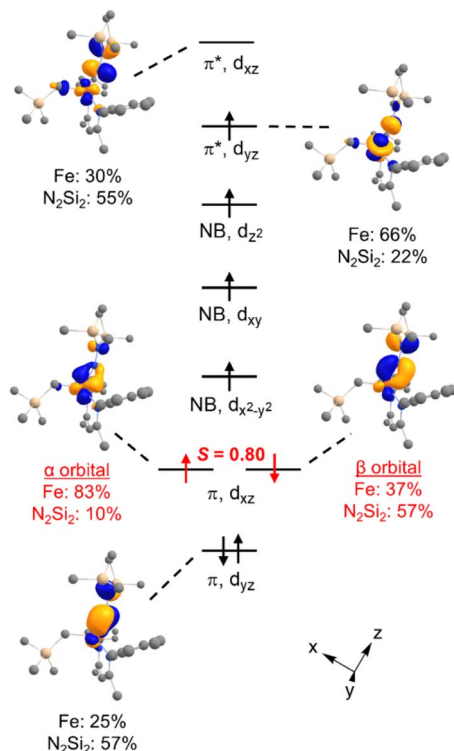 π*, dxz
π*, dyz
Fe: 30%
N2Si2: 55%
NB, dz2
Fe: 66%
N2Si2: 22%
NB, dxy
NB, dx2-y2
S = 0.80
α orbital
Fe: 83%
N2Si2: 10%
π, dxz
β orbital
Fe: 37%
N2Si2: 57%
π, dyz
x
z
y
Fe: 25%
N2Si2: 57%